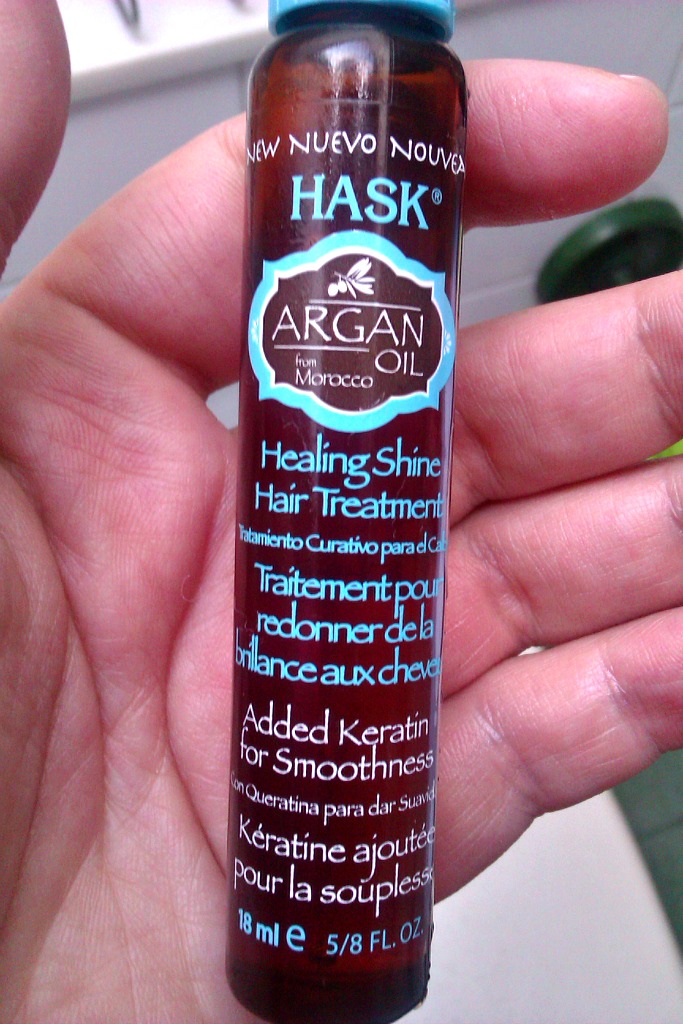 NEW NUEVO NOUVEA
HASK®
ARGAN
OIL
from
Morocco
Healing Shine
Hair Treatment
Tratamiento Curativo para el Cab
Traitement pour
redonner de la
brillance aux cheve
Added Keratin
for Smoothness
Con Queratina para dar Suavid
Kératine ajoutée
pour la souplesse
18 ml e 5/8 FL. OZ.